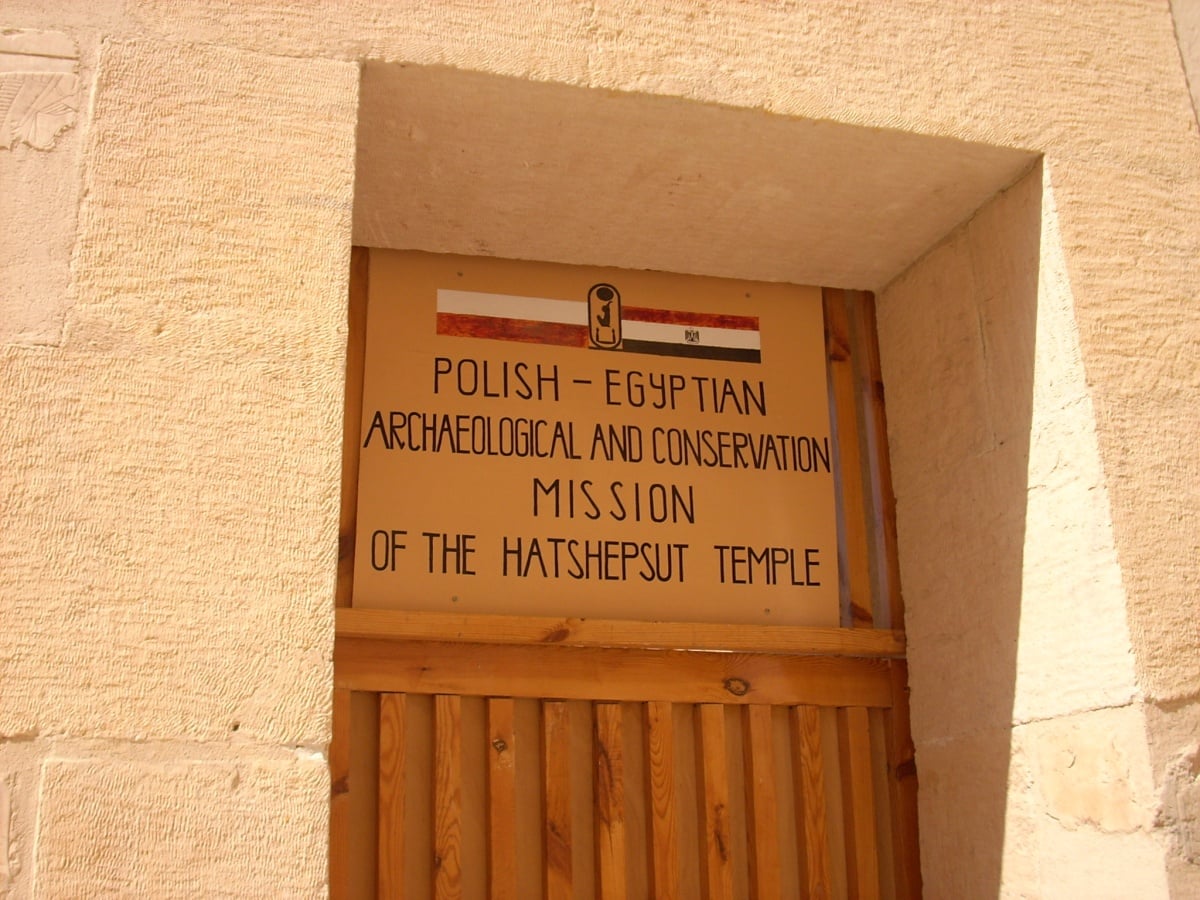 POLISH – EGYPTIAN
ARCHAEOLOGICAL AND CONSERVATION
MISSION
OF THE HATSHEPSUT TEMPLE